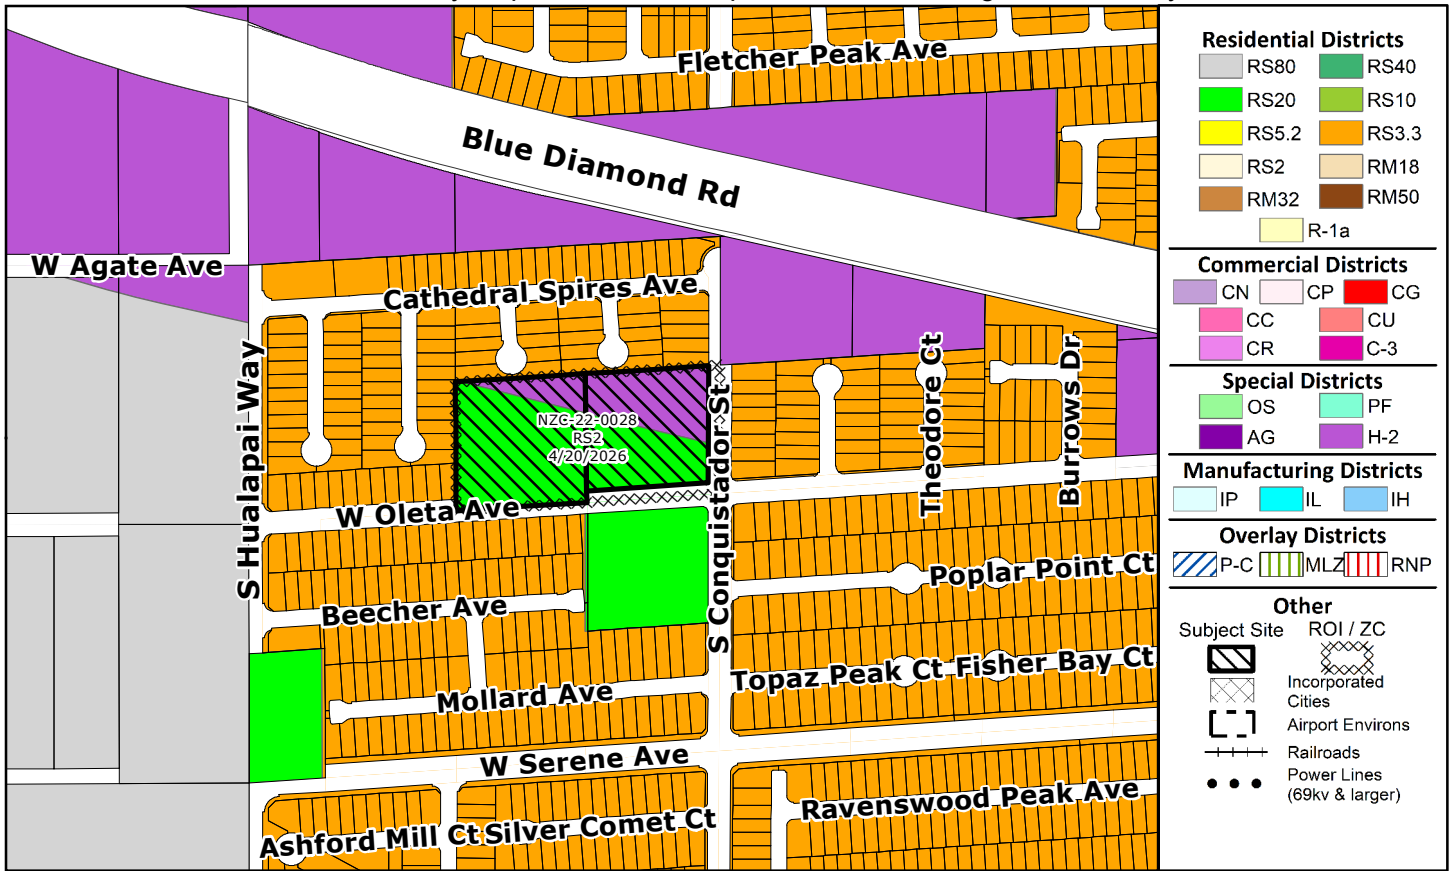 Fletcher Peak Ave
Blue Diamond Rd
W Agate Ave
Cathedral Spires Ave
S Hualapai Way
NZC-22-0028
RS2
4/20/2026
S Conquistador St
Theodore Ct
Burrows Dr
W Oleta Ave
Beecher Ave
Poplar Point Ct
Topaz Peak Ct
Fisher Bay Ct
Mollard Ave
W Serene Ave
Ravenswood Peak Ave
Ashford Mill Ct
Silver Comet Ct
Residential Districts
RS80 RS40
RS20 RS10
RS5.2 RS3.3
RS2 RM18
RM32 RM50
R-1a
Commercial Districts
CN CP CG
CC CU
CR C-3
Special Districts
OS PF
AG H-2
Manufacturing Districts
IP IL IH
Overlay Districts
P-C MLZ RNP
Other
Subject Site ROI / ZC
Incorporated
Cities
Airport Environs
Railroads
Power Lines
(69kv & larger)